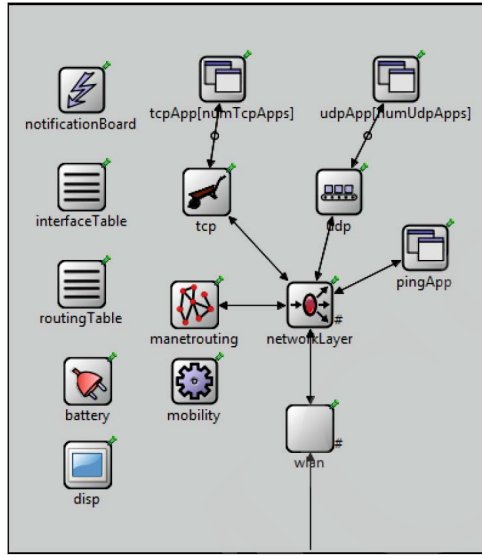 tcpApp[numTcpApps]
udpApp[numUdpApps]
notificationBoard
interfaceTable
tcp
udp
pingApp
routingTable
manetrouting
networkLayer
#
battery
mobility
wlan
#
disp